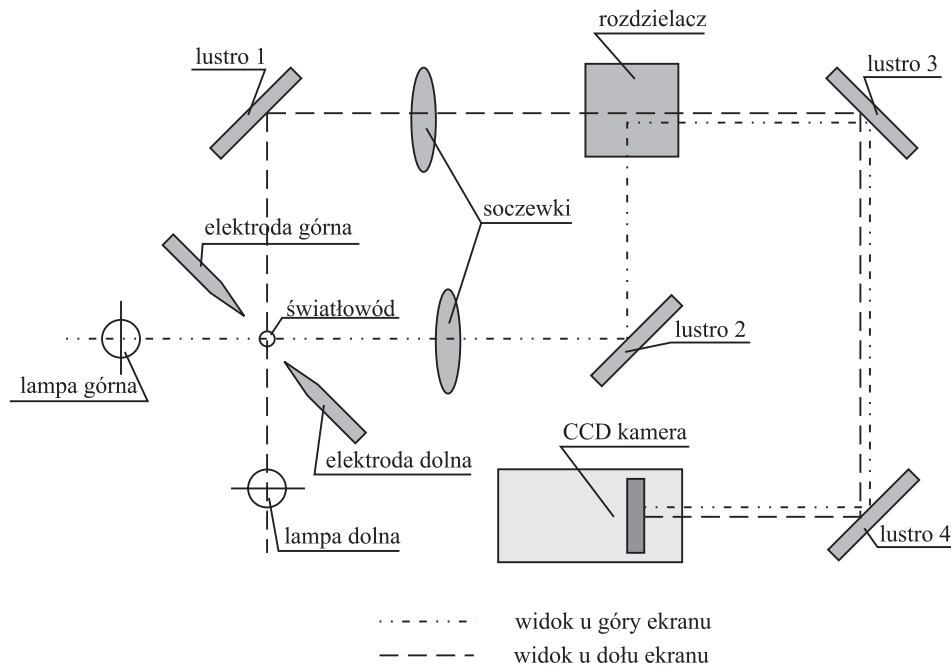 rozdzielacz
lustro 1
lustro 3
soczewki
elektroda górna
światłowód
lustro 2
lampa górna
CCD kamera
elektroda dolna
lampa dolna
lustro 4
widok u góry ekranu
widok u dołu ekranu